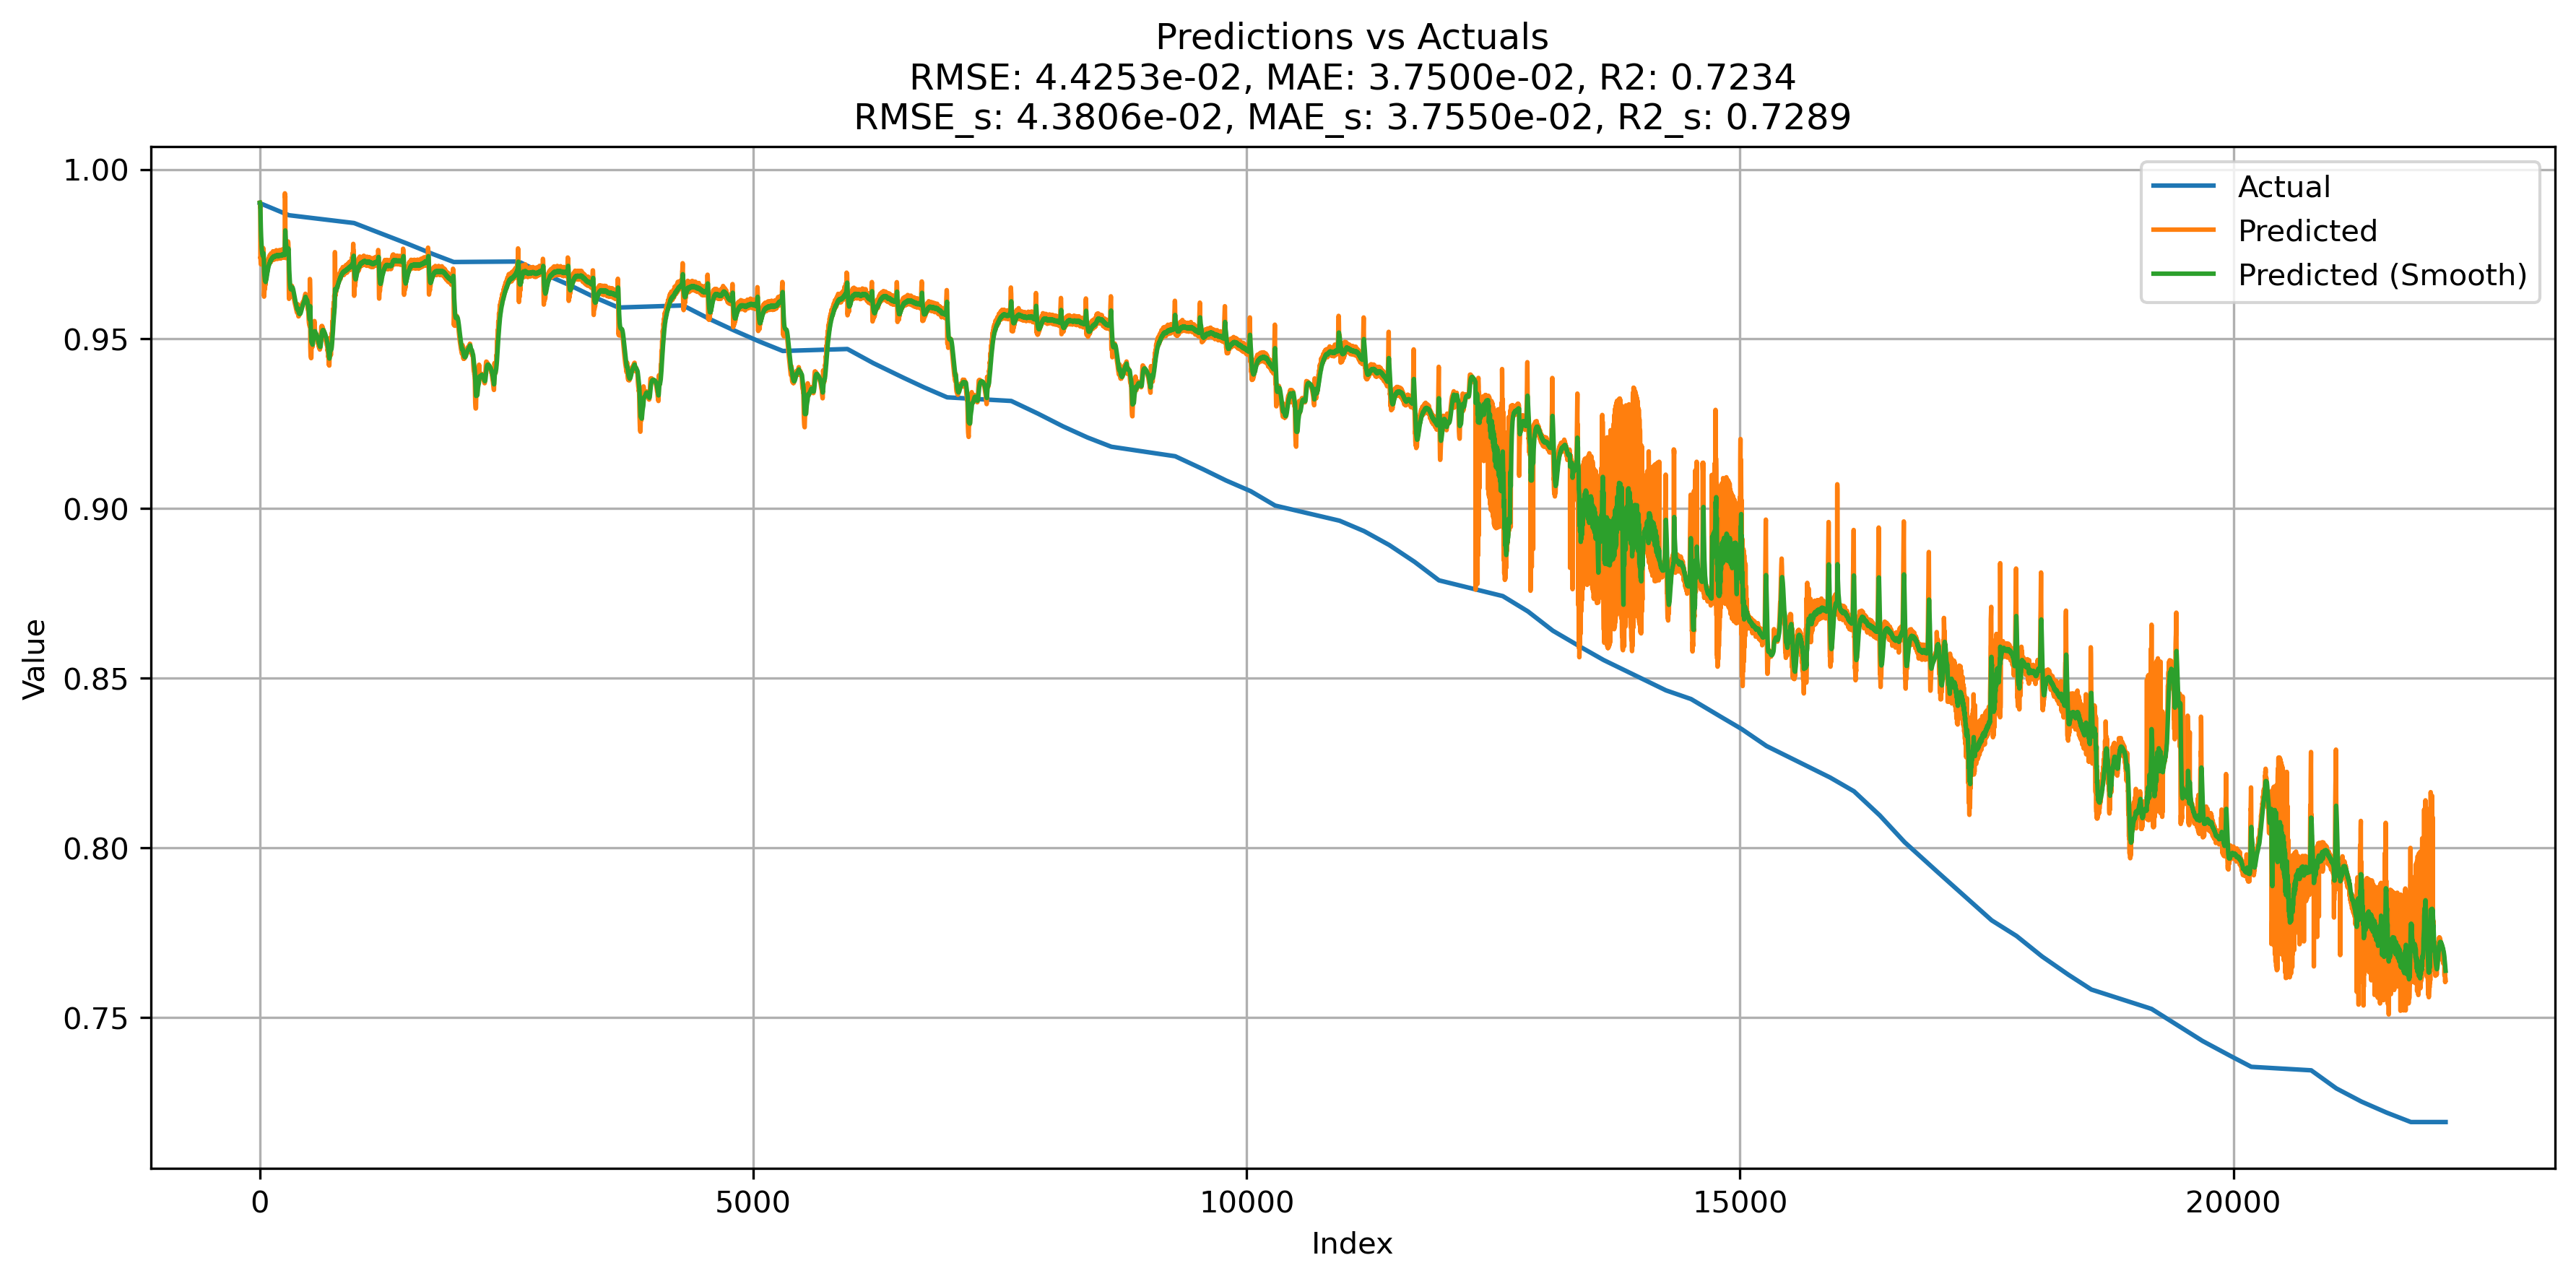 Predictions vs Actuals
RMSE: 4.4253e-02, MAE: 3.7500e-02, R2: 0.7234
RMSE_s: 4.3806e-02, MAE_s: 3.7550e-02, R2_s: 0.7289
Actual
Predicted
Predicted (Smooth)
Value
1.00
0.95
0.90
0.85
0.80
0.75
0
5000
10000
15000
20000
Index